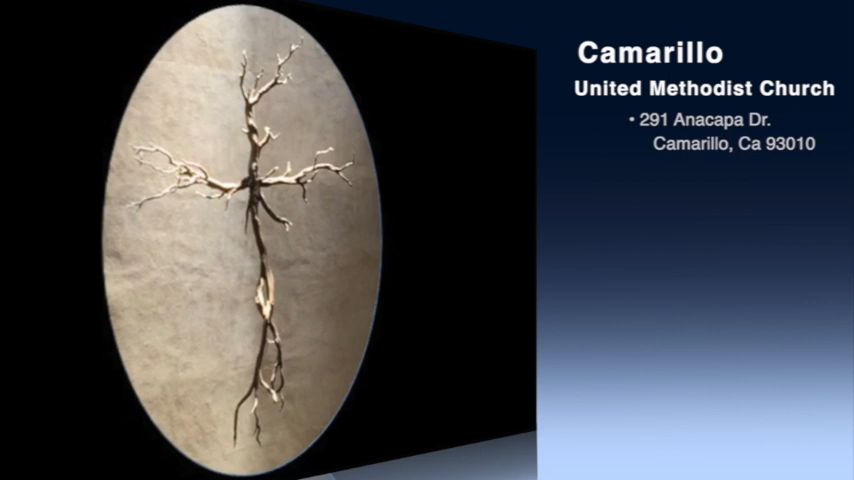 Camarillo
United Methodist Church
• 291 Anacapa Dr.
Camarillo, Ca 93010